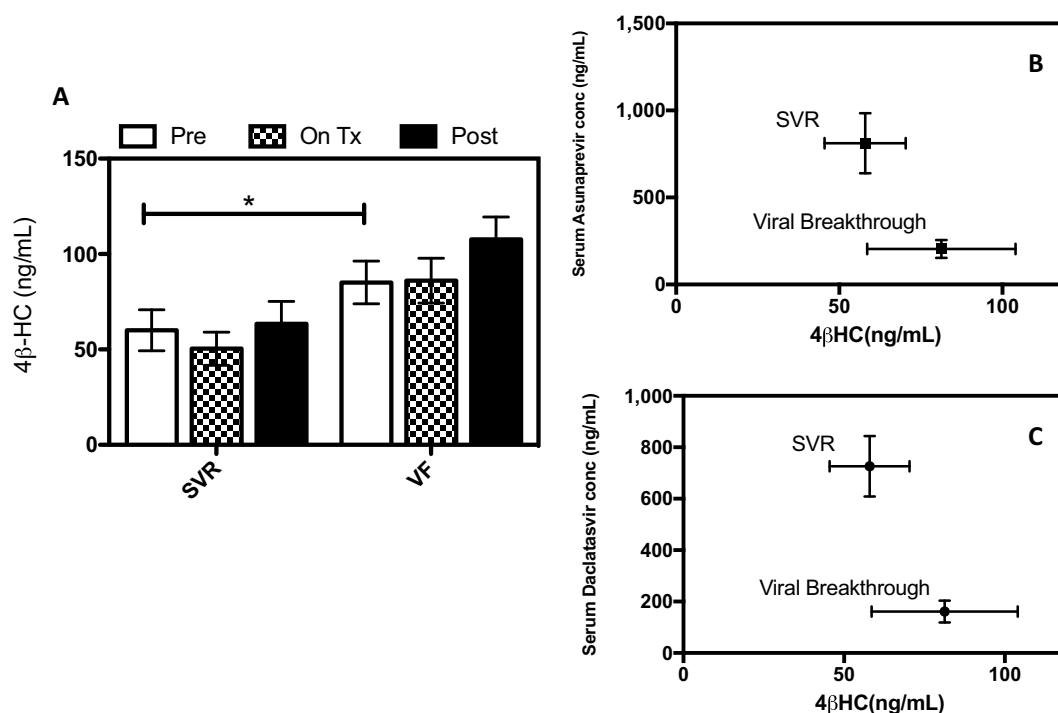 A
Pre
On Tx
Post
*
4β-HC (ng/mL)
150
100
50
0
SVR
VF
B
Serum Asunaprevir conc (ng/mL)
1,500
1,000
500
0
SVR
Viral Breakthrough
0
50
100
4βHC(ng/mL)
C
Serum Daclatasvir conc (ng/mL)
1,000
800
600
400
200
0
SVR
Viral Breakthrough
0
50
100
4βHC(ng/mL)